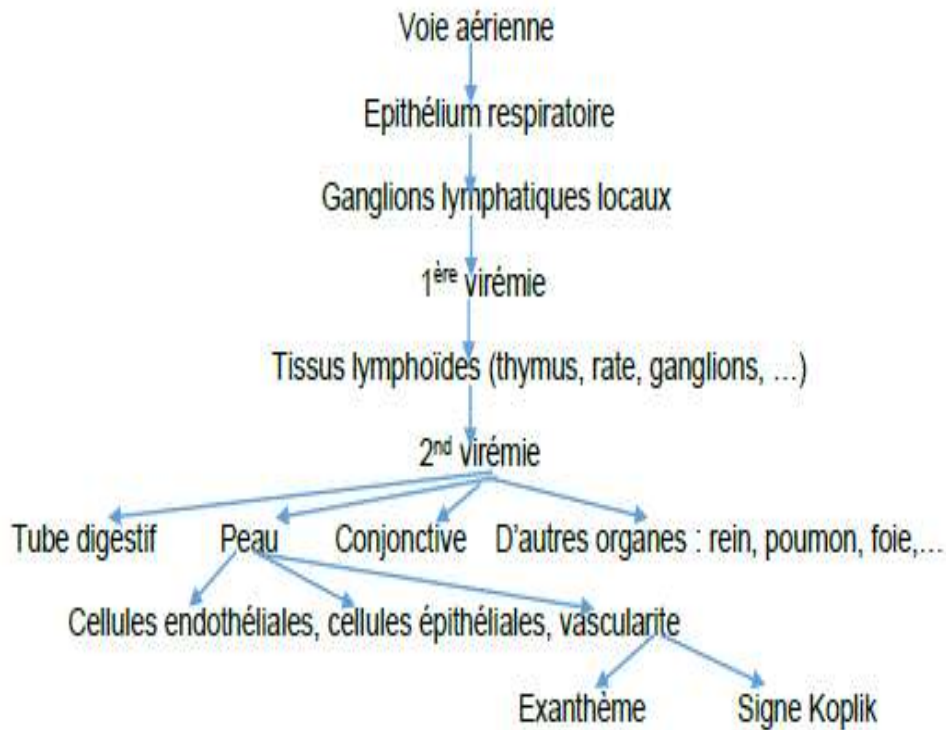 Voie aérienne
Epithélium respiratoire
Ganglions lymphatiques locaux
1ère virémie
Tissus lymphoïdes (thymus, rate, ganglions, …)
2nd virémie
Tube digestif Peau Conjonctive D'autres organes : rein, poumon, foie,…
Cellules endothéliales, cellules épithéliales, vascularite
Exanthème Signe Koplik